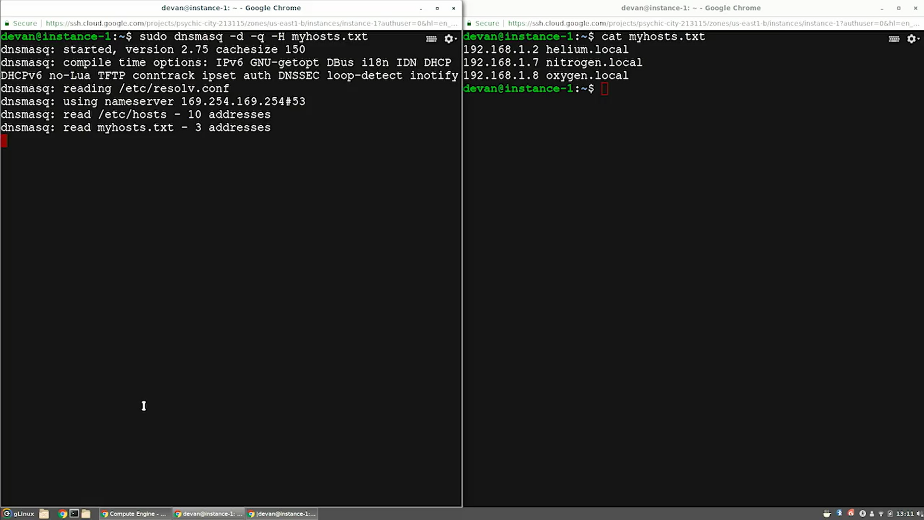 devan@instance-1: ~ - Google Chrome
Secure https://ssh.cloud.google.com/projects/psychic-city-213115/zones/us-east1-b/instances/instance-1?authuser=0&hl=en_...
devan@instance-1:~$ sudo dnsmasq -d -q -H myhosts.txt
dnsmasq: started, version 2.75 cachesize 150
dnsmasq: compile time options: IPv6 GNU-getopt DBus i18n IDN DHCP
DHCPv6 no-Lua TFTP conntrack ipset auth DNSSEC loop-detect inotify
dnsmasq: reading /etc/resolv.conf
dnsmasq: using nameserver 169.254.169.254#53
dnsmasq: read /etc/hosts - 10 addresses
dnsmasq: read myhosts.txt - 3 addresses
devan@instance-1: ~ - Google Chrome
Secure https://ssh.cloud.google.com/projects/psychic-city-213115/zones/us-east1-b/instances/instance-1?authuser=0&hl=en_...
devan@instance-1:~$ cat myhosts.txt
192.168.1.2 helium.local
192.168.1.7 nitrogen.local
192.168.1.8 oxygen.local
devan@instance-1:~$
gLinux Compute Engine - ... devan@instance-1: ... devan@instance-1:... 13:11